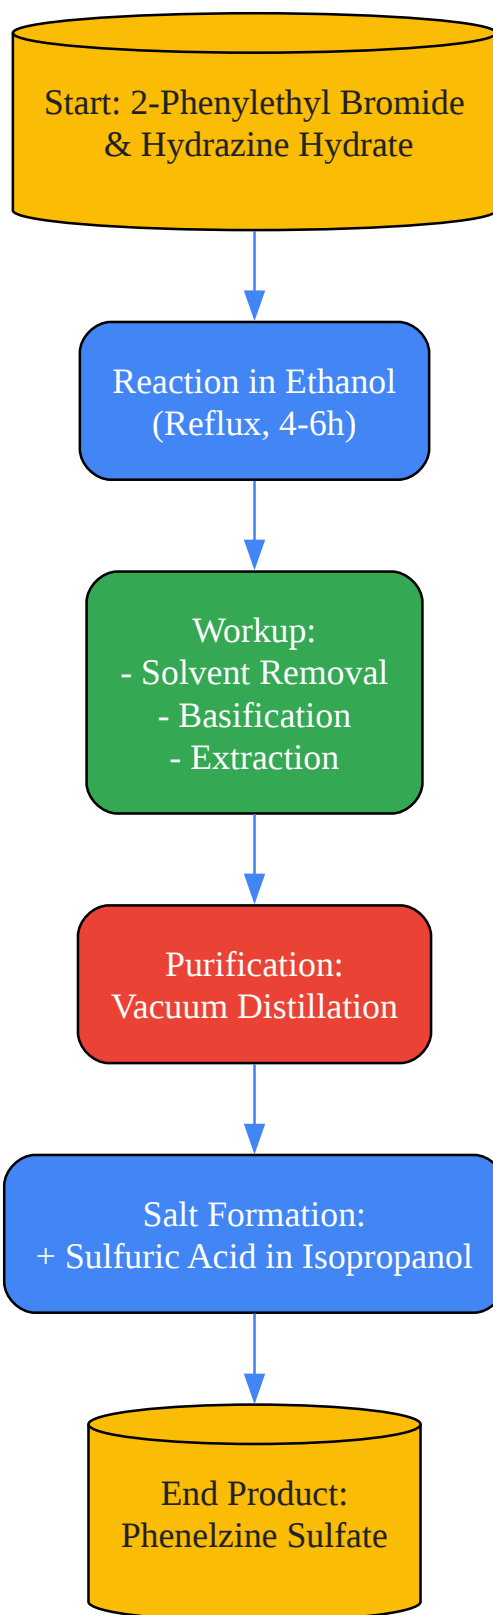 Start: 2-Phenylethyl Bromide
& Hydrazine Hydrate
Reaction in Ethanol
(Reflux, 4-6h)
Workup:
- Solvent Removal
- Basification
- Extraction
Purification:
Vacuum Distillation
Salt Formation:
+ Sulfuric Acid in Isopropanol
End Product:
Phenelzine Sulfate